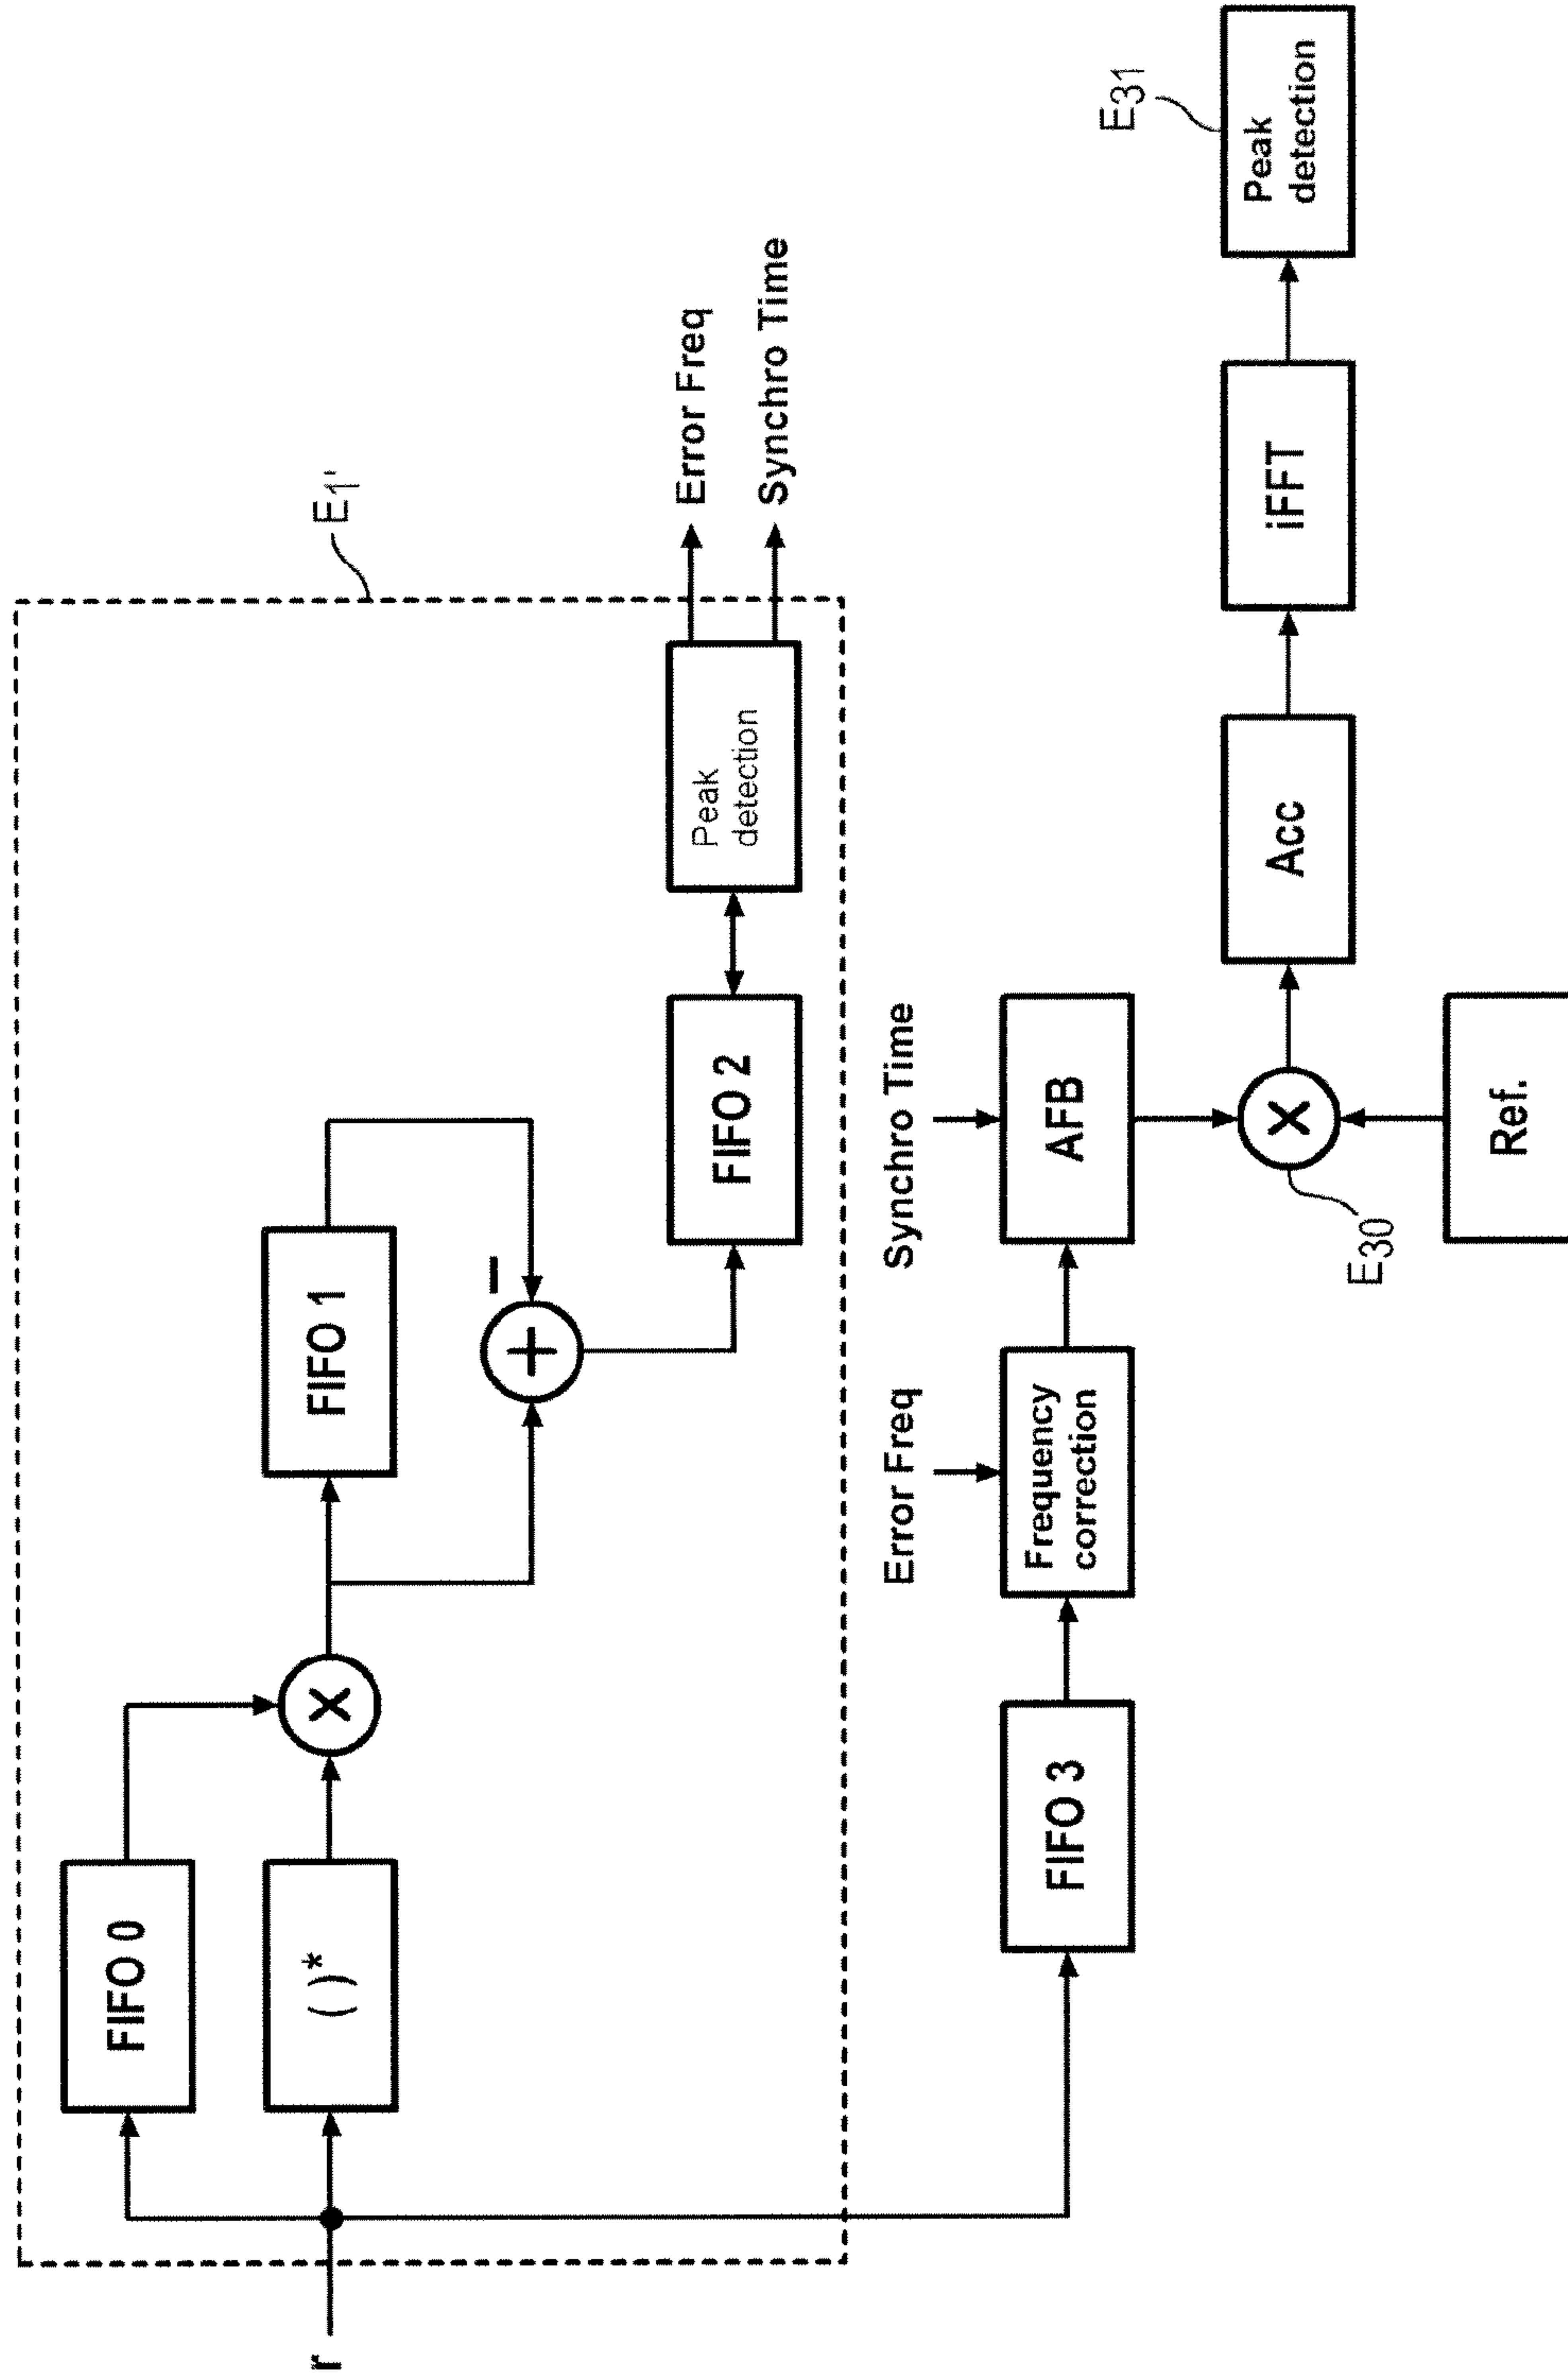 E1'
FIFO 0
FIFO 1
r
( )*
×
−
+
FIFO 2
Peak
detection
Error Freq
Synchro Time
Error Freq
Synchro Time
FIFO 3
Frequency
correction
AFB
E30
×
Acc
iFFT
E31
Peak
detection
Ref.